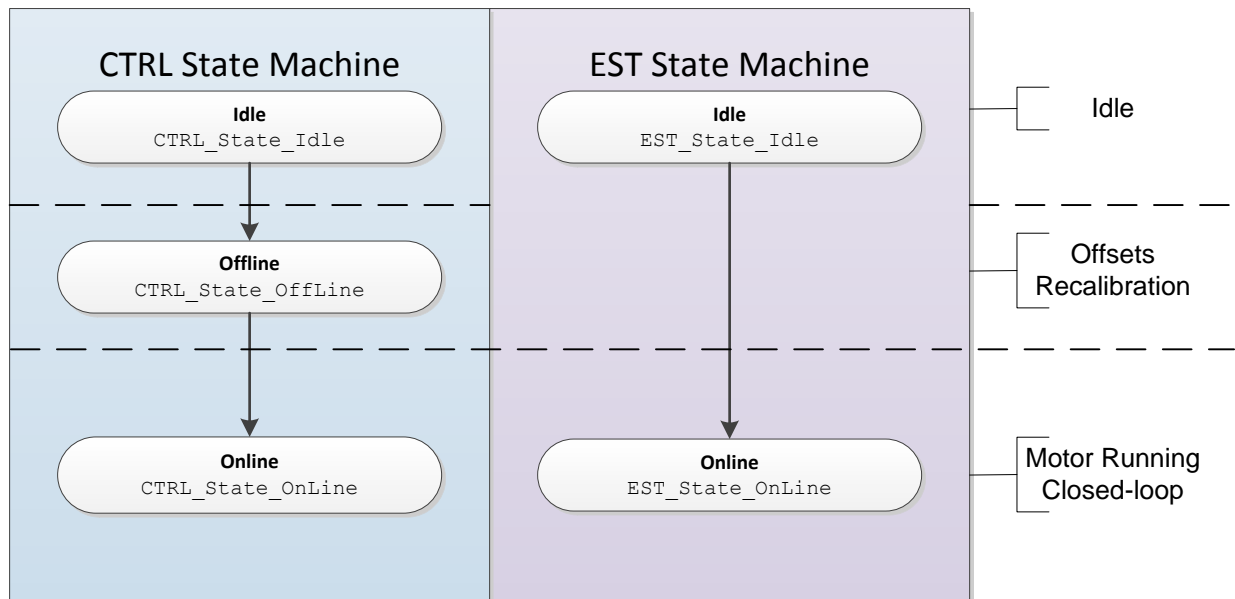 CTRL State Machine
EST State Machine
Idle
CTRL_State_Idle
Idle
EST_State_Idle
Idle
Offline
CTRL_State_OffLine
Offsets
Recalibration
Online
CTRL_State_OnLine
Online
EST_State_OnLine
Motor Running
Closed-loop